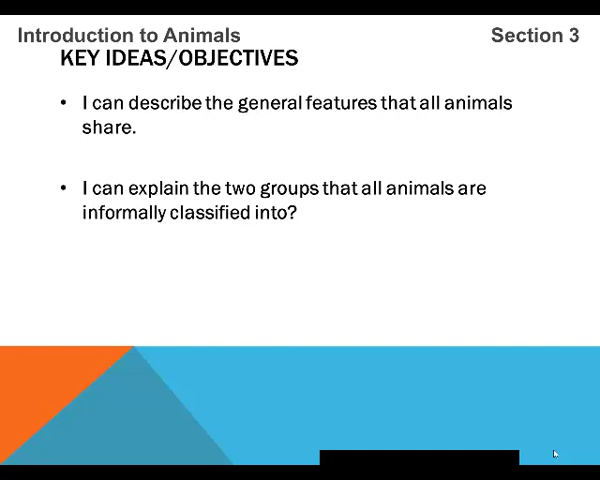 Introduction to Animals
Section 3
KEY IDEAS/OBJECTIVES
• I can describe the general features that all animals
share.
• I can explain the two groups that all animals are
informally classified into?